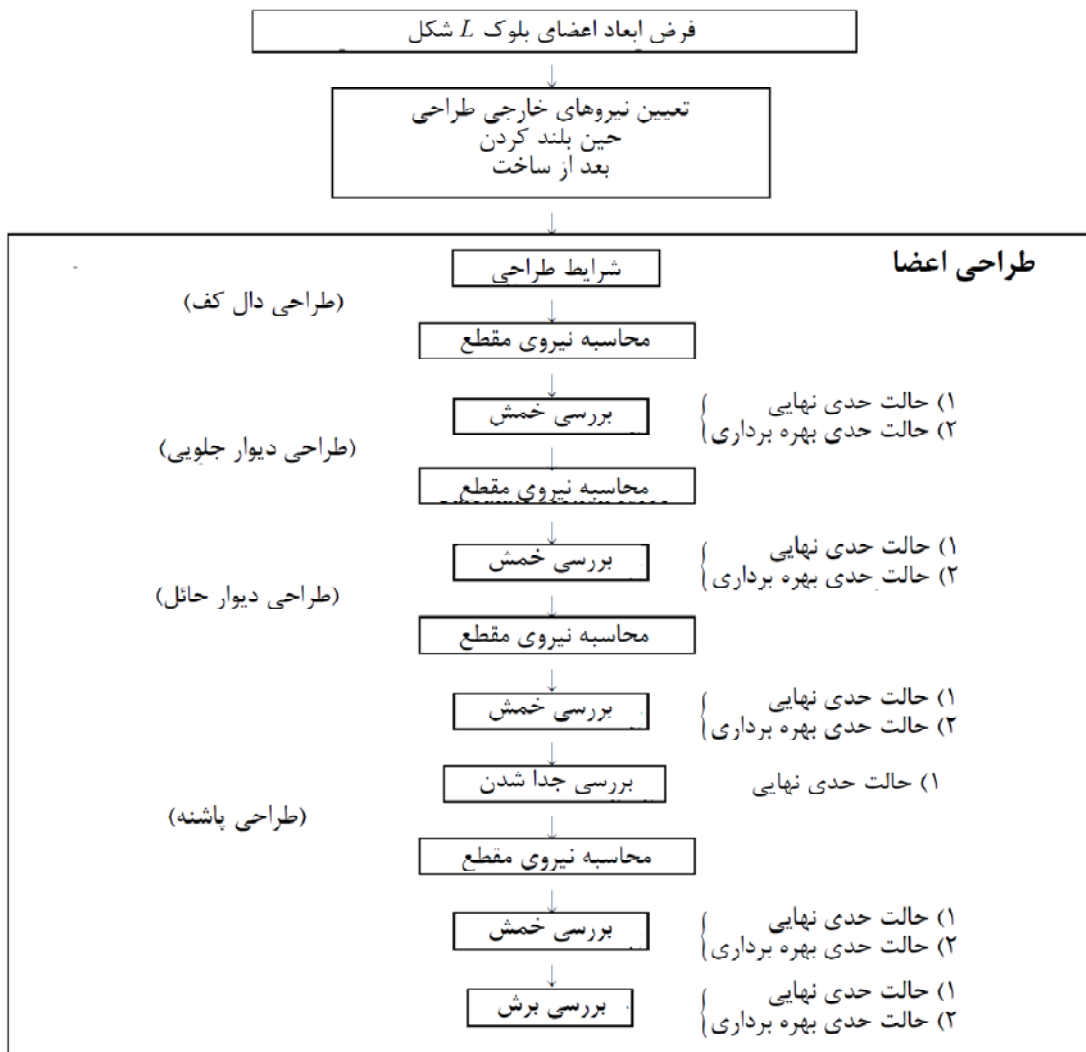 فرض ابعاد اعضای بلوک L شکل
تعیین نیروهای خارجی طراحی
حین بلند کردن
بعد از ساخت
طراحی اعضا
شرایط طراحی
(طراحی دال کف)
محاسبه نیروی مقطع
بررسی خمش
۱) حالت حدی نهایی
۲) حالت حدی بهره برداری
(طراحی دیوار جلویی)
محاسبه نیروی مقطع
بررسی خمش
۱) حالت حدی نهایی
۲) حالت حدی بهره برداری
(طراحی دیوار حائل)
محاسبه نیروی مقطع
بررسی خمش
۱) حالت حدی نهایی
۲) حالت حدی بهره برداری
بررسی جدا شدن
۱) حالت حدی نهایی
(طراحی پاشنه)
محاسبه نیروی مقطع
بررسی خمش
۱) حالت حدی نهایی
۲) حالت حدی بهره برداری
بررسی برش
۱) حالت حدی نهایی
۲) حالت حدی بهره برداری